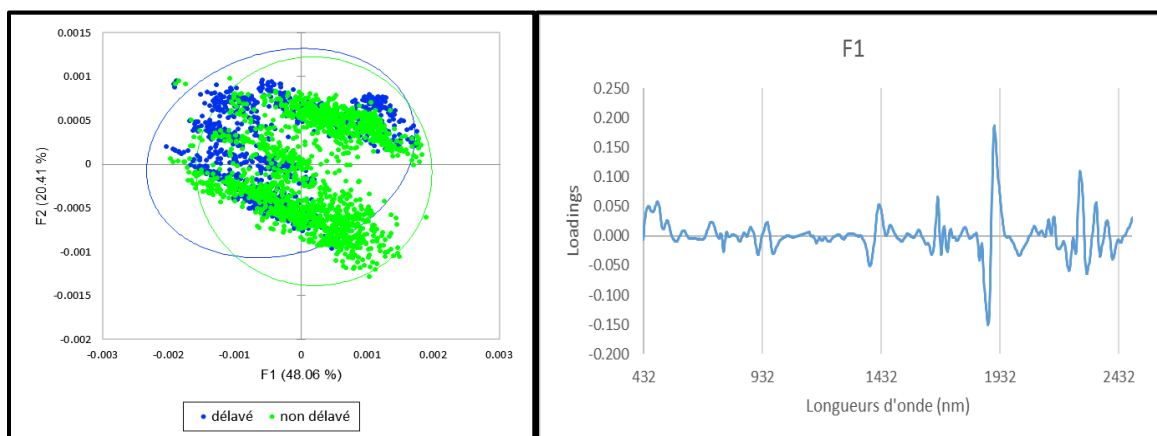 0.0015
0.001
0.0005
0
-0.0005
-0.001
-0.0015
-0.002
F2 (20.41 %)
-0.003 -0.002 -0.001 0 0.001 0.002 0.003
F1 (48.06 %)
délavé non délavé
F1
0.250
0.200
0.150
0.100
0.050
0.000
-0.050
-0.100
-0.150
-0.200
Loadings
432 932 1432 1932 2432
Longueurs d'onde (nm)